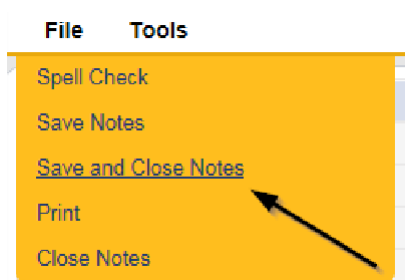 File Tools
Spell Check
Save Notes
Save and Close Notes
Print
Close Notes